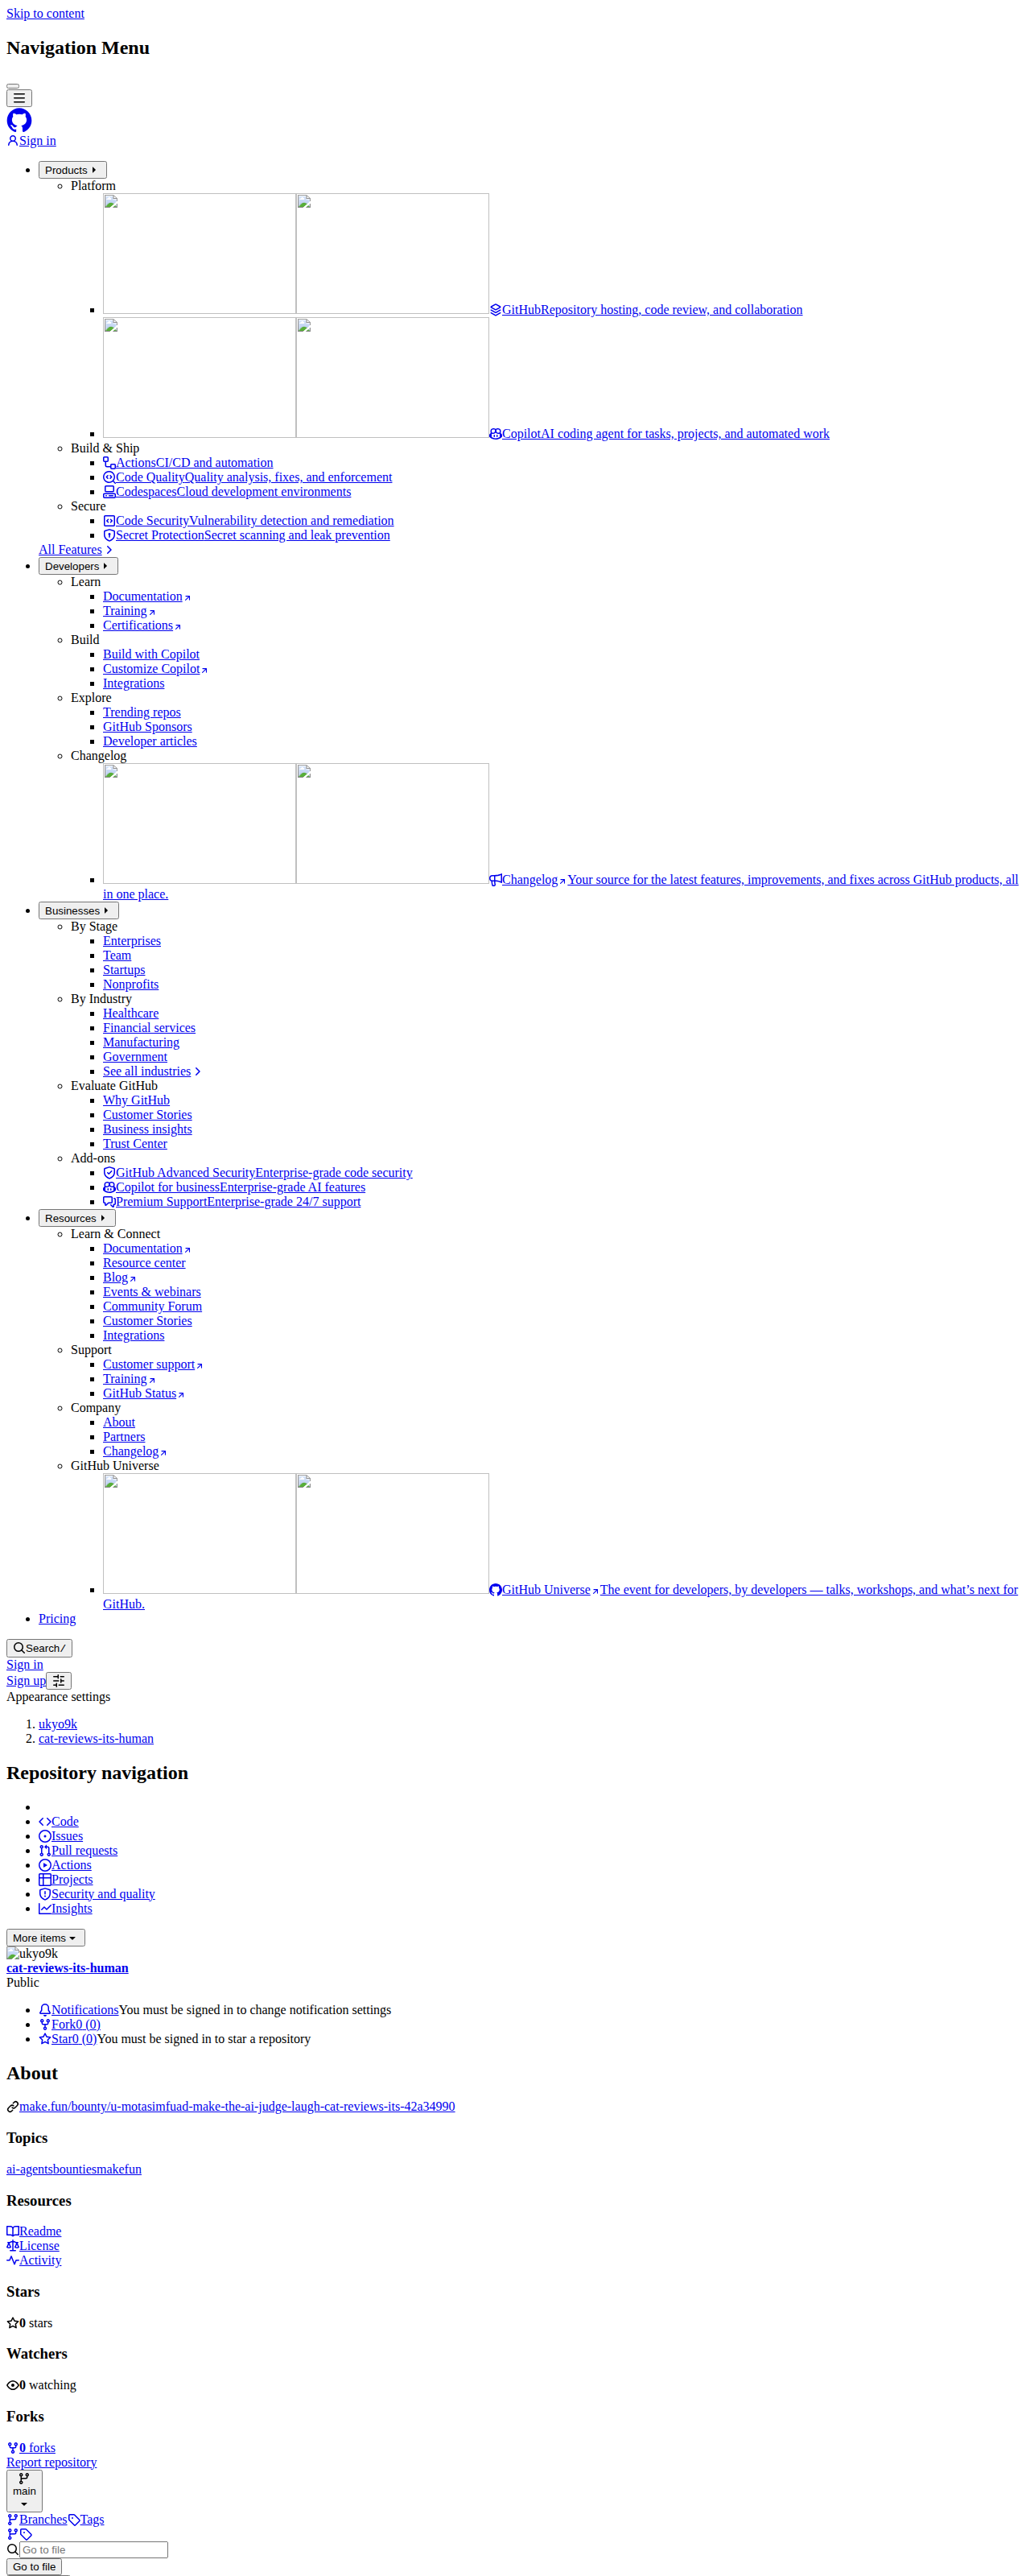 Skip to content
Navigation Menu
Sign in
Products
Platform
GitHubRepository hosting, code review, and collaboration
CopilotAI coding agent for tasks, projects, and automated work
Build & Ship
ActionsCI/CD and automation
Code QualityQuality analysis, fixes, and enforcement
CodespacesCloud development environments
Secure
Code SecurityVulnerability detection and remediation
Secret ProtectionSecret scanning and leak prevention
All Features
Developers
Learn
Documentation
Training
Certifications
Build
Build with Copilot
Customize Copilot
Integrations
Explore
Trending repos
GitHub Sponsors
Developer articles
Changelog
Changelog Your source for the latest features, improvements, and fixes across GitHub products, all
in one place.
Businesses
By Stage
Enterprises
Team
Startups
Nonprofits
By Industry
Healthcare
Financial services
Manufacturing
Government
See all industries
Evaluate GitHub
Why GitHub
Customer Stories
Business insights
Trust Center
Add-ons
GitHub Advanced SecurityEnterprise-grade code security
Copilot for businessEnterprise-grade AI features
Premium SupportEnterprise-grade 24/7 support
Resources
Learn & Connect
Documentation
Resource center
Blog
Events & webinars
Community Forum
Customer Stories
Integrations
Support
Customer support
Training
GitHub Status
Company
About
Partners
Changelog
GitHub Universe
GitHub Universe The event for developers, by developers — talks, workshops, and what’s next for
GitHub.
Pricing
Search/
Sign in
Sign up
Appearance settings
1. ukyo9k
2. cat-reviews-its-human
Repository navigation
Code
Issues
Pull requests
Actions
Projects
Security and quality
Insights
More items
ukyo9k
cat-reviews-its-human
Public
NotificationsYou must be signed in to change notification settings
Fork0 (0)
Star0 (0)You must be signed in to star a repository
About
make.fun/bounty/u-motasimfuad-make-the-ai-judge-laugh-cat-reviews-its-42a34990
Topics
ai-agentsbountiesmakefun
Resources
Readme
License
Activity
Stars
0 stars
Watchers
0 watching
Forks
0 forks
Report repository
main
Branches Tags
Go to file
Go to file